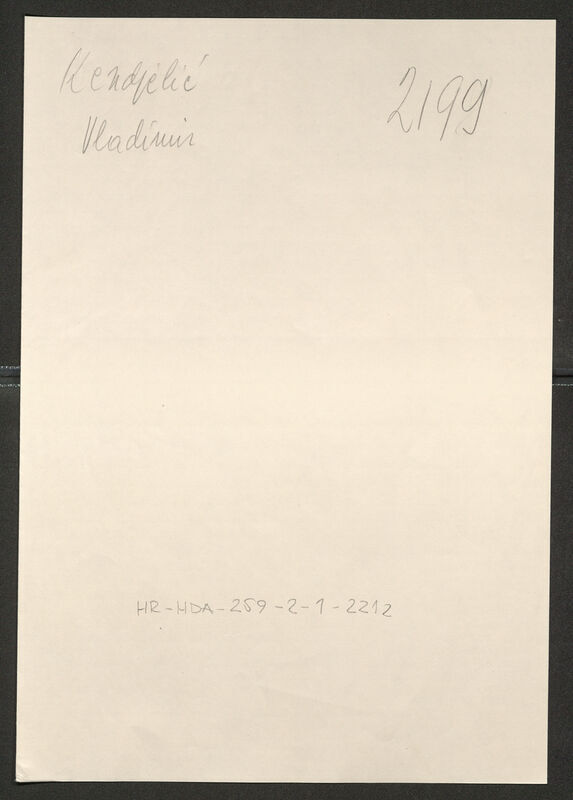 Kendjelić
2199
Vladimir
HR-HDA-259-2-1-2212